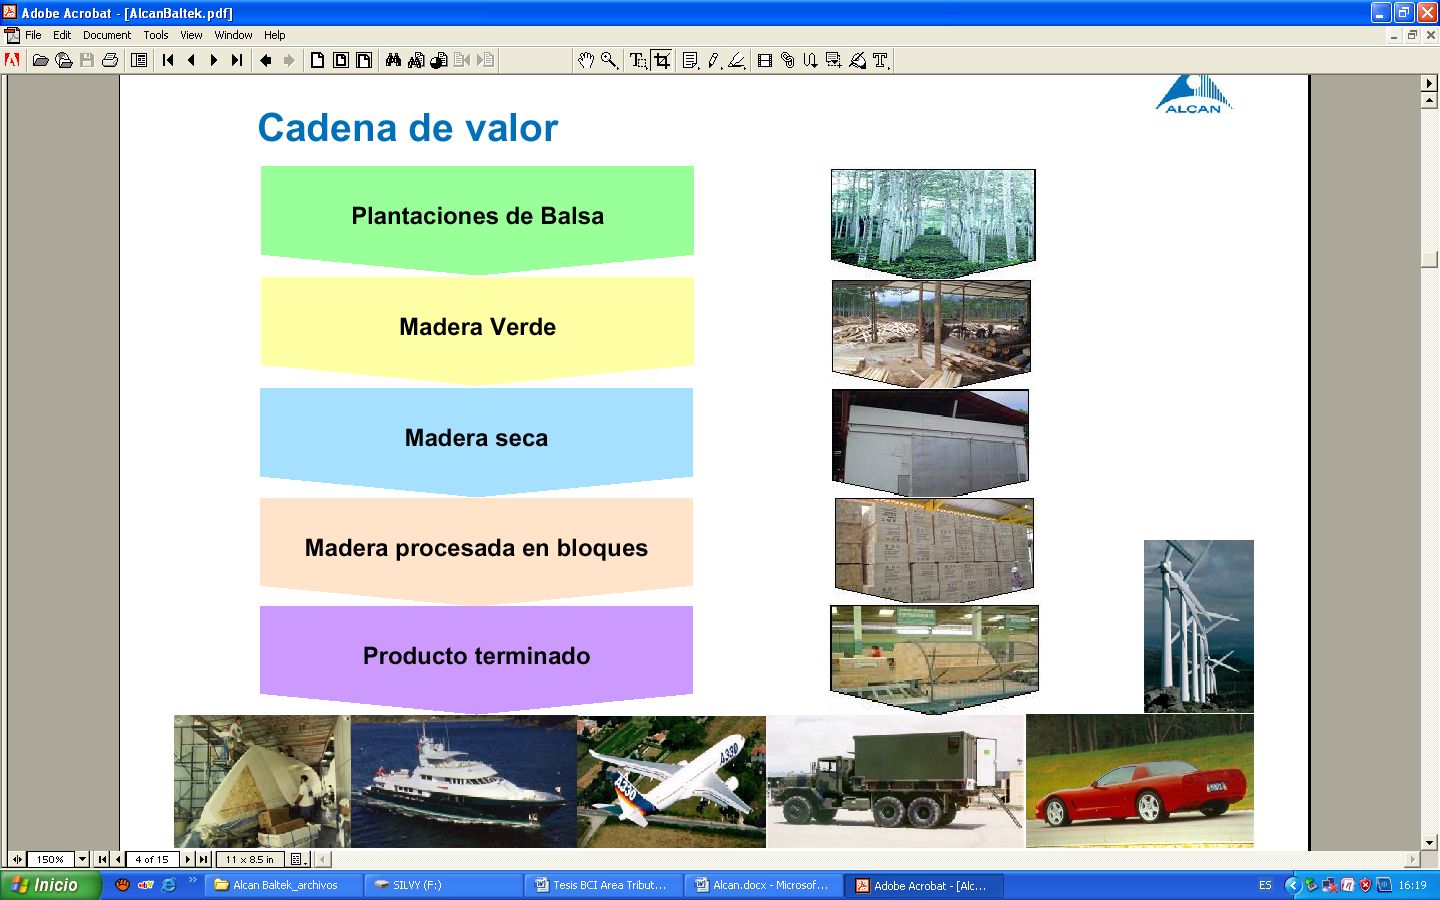 Adobe Acrobat - [AlcanBaltek.pdf]
File Edit Document Tools View Window Help
ALCAN
Cadena de valor
Plantaciones de Balsa
Madera Verde
Madera seca
Madera procesada en bloques
Producto terminado
A330
A330
150% 4 of 15 11 x 8.5 in
Inicio Alcan Baltek_archivos SILVY (F:) Tesis BCI Area Tribut... Alcan.docx - Microsof... Adobe Acrobat - [Alc... ES 16:19